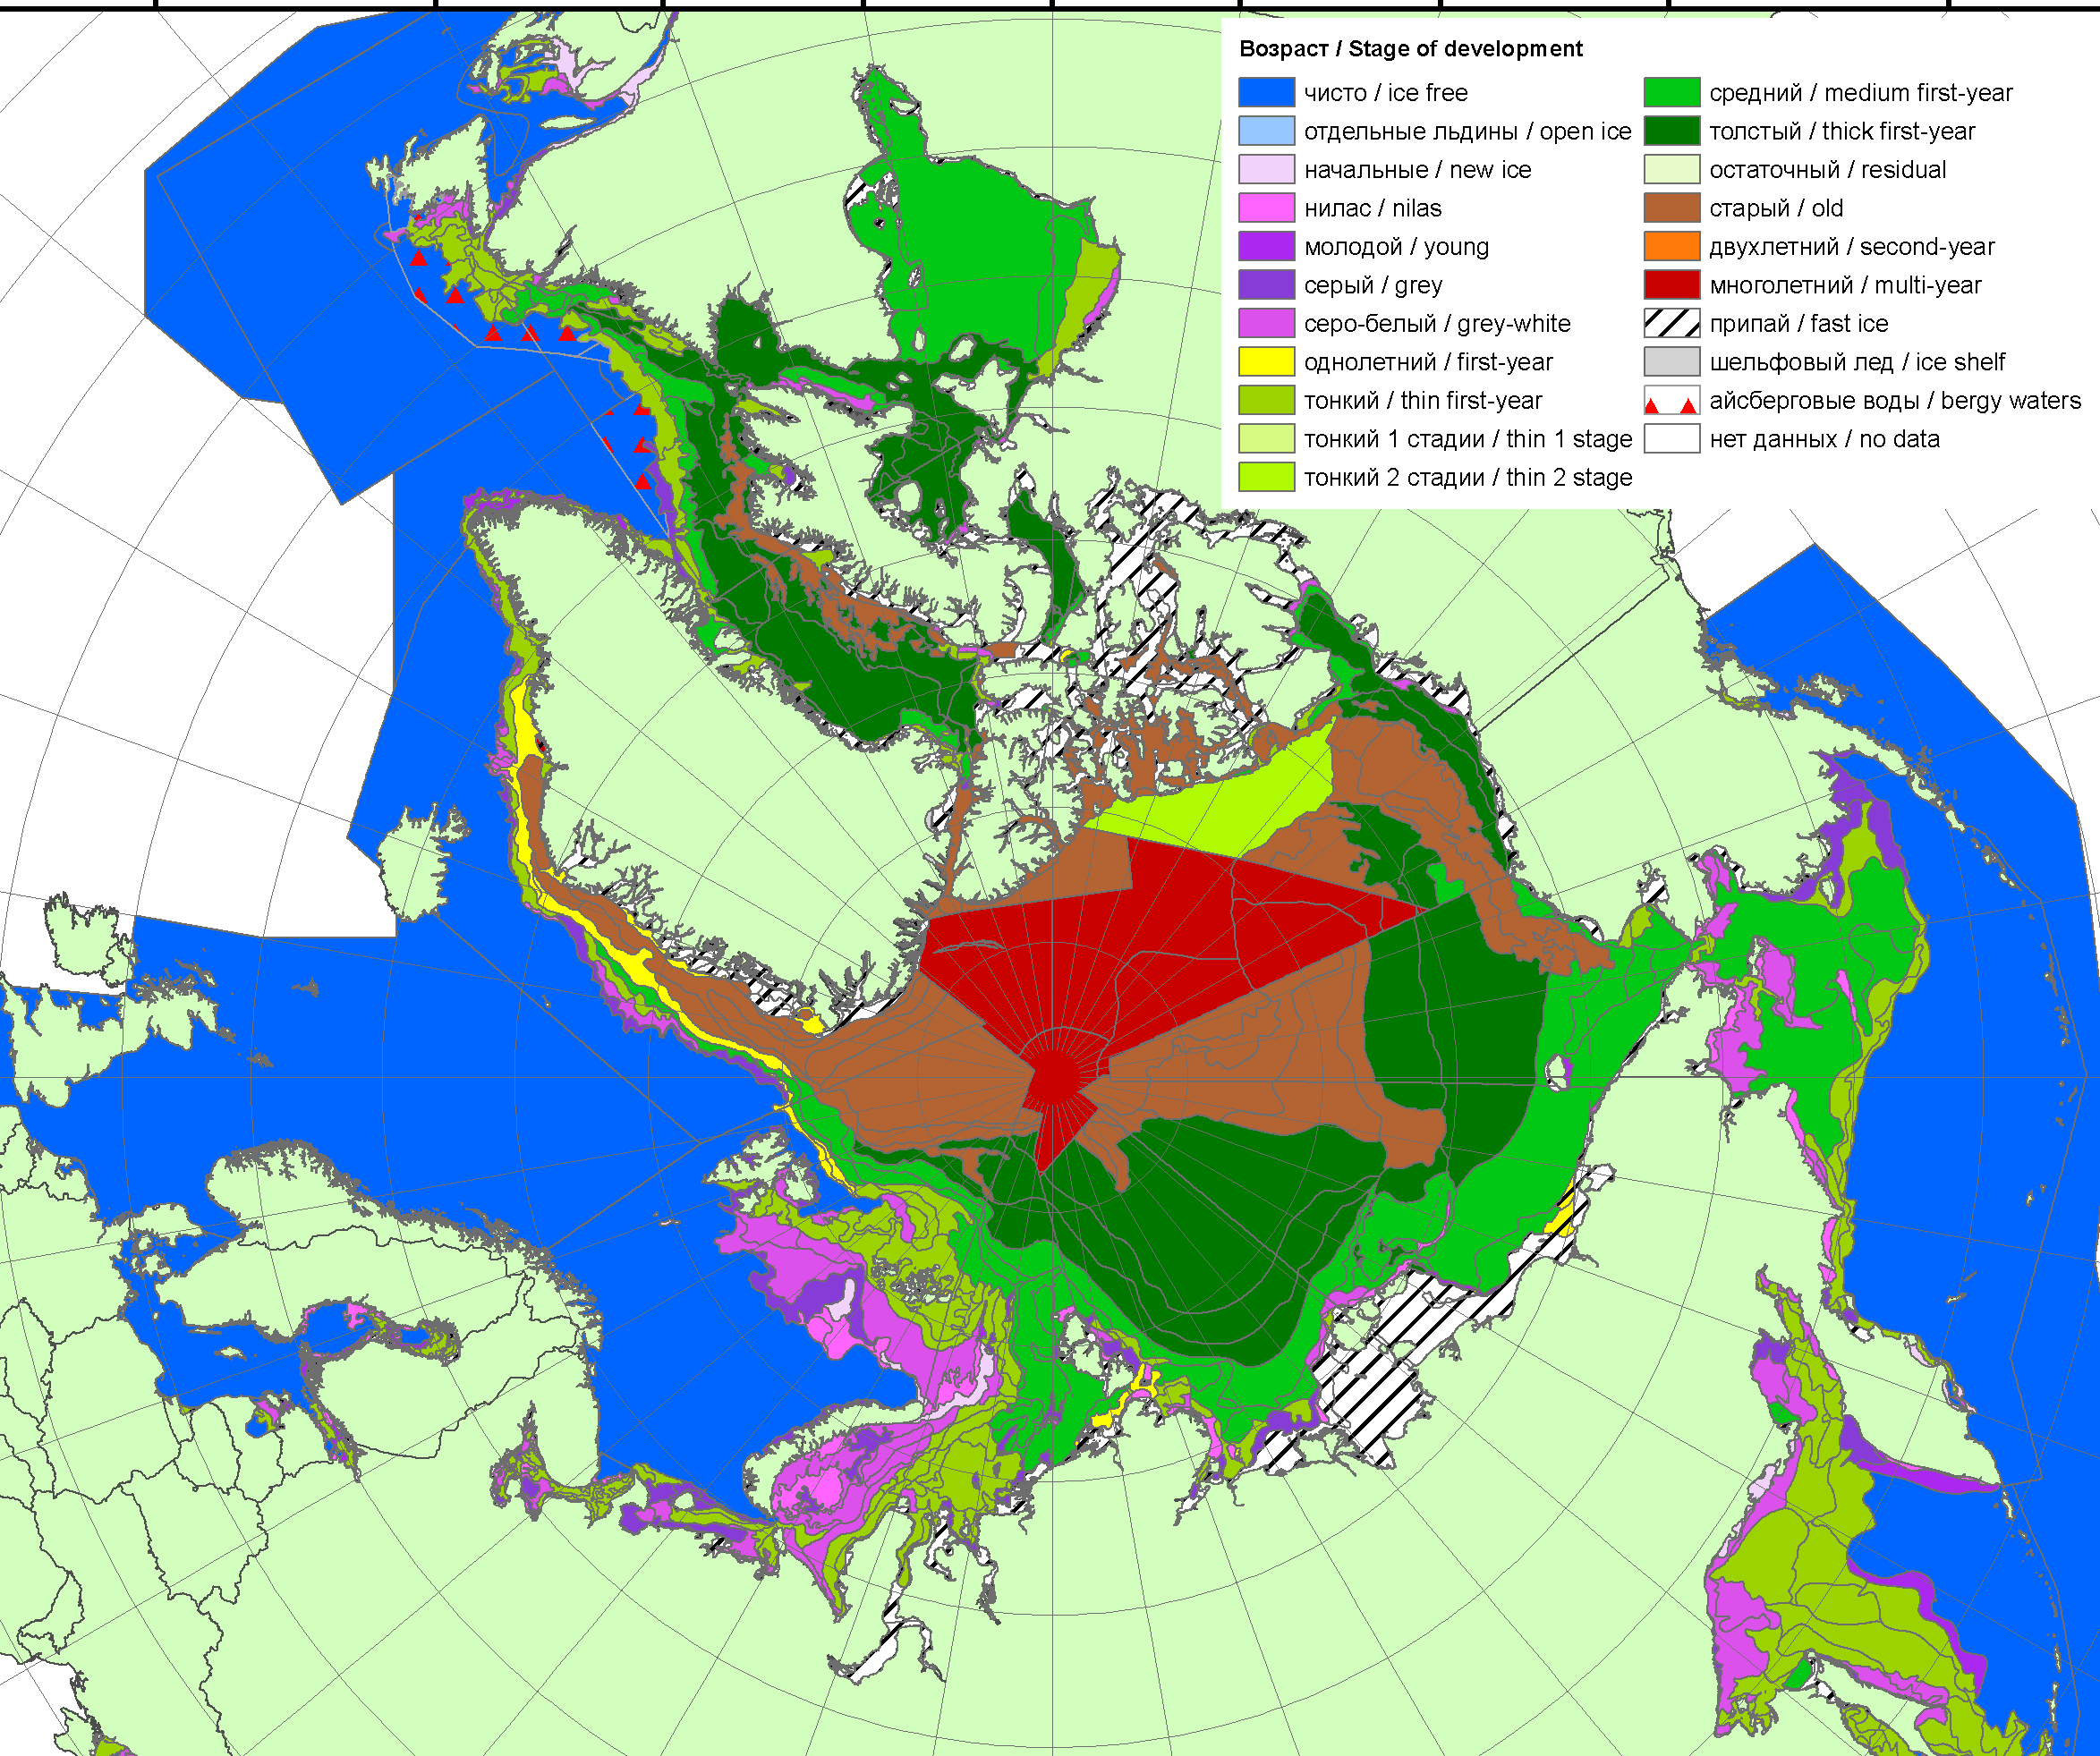 Возраст / Stage of development
чисто / ice free
отдельные льдины / open ice
начальные / new ice
нилас / nilas
молодой / young
серый / grey
серо-белый / grey-white
однолетний / first-year
тонкий / thin first-year
тонкий 1 стадии / thin 1 stage
тонкий 2 стадии / thin 2 stage
средний / medium first-year
толстый / thick first-year
остаточный / residual
старый / old
двухлетний / second-year
многолетний / multi-year
припай / fast ice
шельфовый лед / ice shelf
айсберговые воды / bergy waters
нет данных / no data